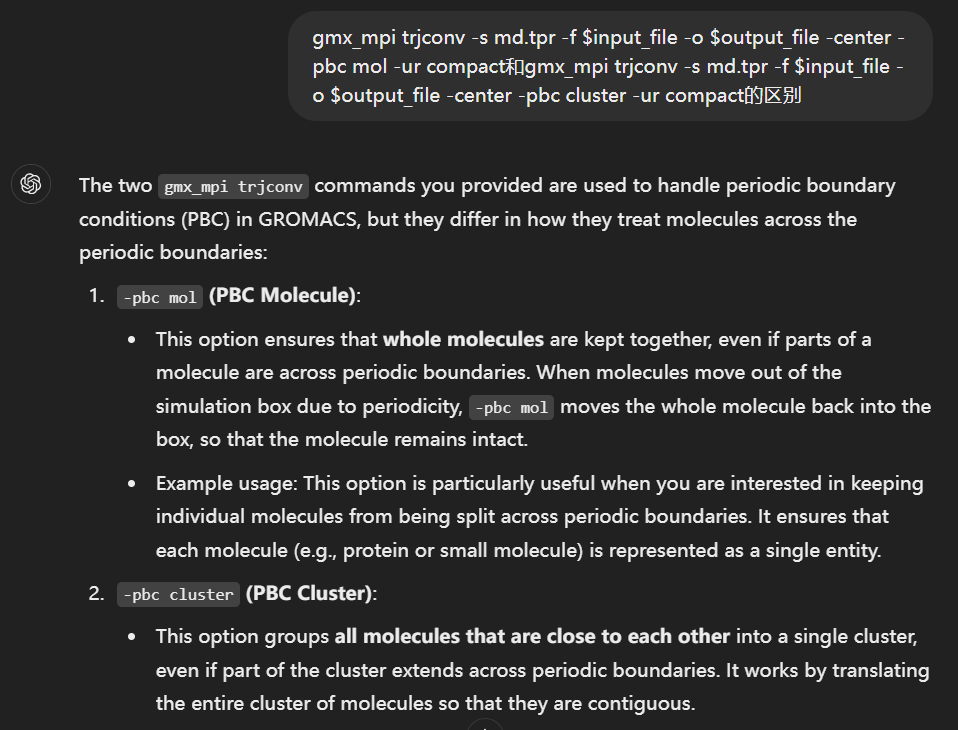 gmx_mpi trjconv -s md.tpr -f $input_file -o $output_file -center -
pbc mol -ur compact和gmx_mpi trjconv -s md.tpr -f $input_file -
o $output_file -center -pbc cluster -ur compact的区别
The two gmx_mpi trjconv commands you provided are used to handle periodic boundary
conditions (PBC) in GROMACS, but they differ in how they treat molecules across the
periodic boundaries:
1. -pbc mol (PBC Molecule):
• This option ensures that whole molecules are kept together, even if parts of a
molecule are across periodic boundaries. When molecules move out of the
simulation box due to periodicity, -pbc mol moves the whole molecule back into the
box, so that the molecule remains intact.
• Example usage: This option is particularly useful when you are interested in keeping
individual molecules from being split across periodic boundaries. It ensures that
each molecule (e.g., protein or small molecule) is represented as a single entity.
2. -pbc cluster (PBC Cluster):
• This option groups all molecules that are close to each other into a single cluster,
even if part of the cluster extends across periodic boundaries. It works by translating
the entire cluster of molecules so that they are contiguous.